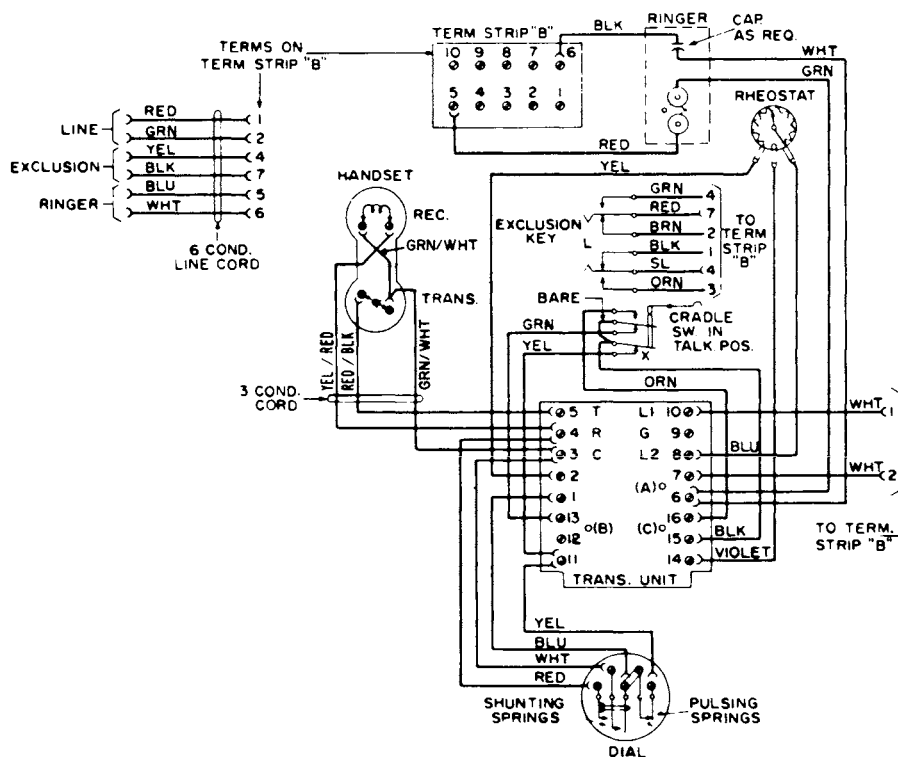 TERM STRIP "B"
10 9 8 7 6
5 4 3 2 1
BLK
RINGER
CAP.
AS REQ.
WHT
GRN
RHEOSTAT
RED
YEL
TERMS ON
TERM STRIP "B"
LINE
RED 1
GRN 2
EXCLUSION
YEL 4
BLK 7
RINGER
BLU 5
WHT 6
6 COND.
LINE CORD
HANDSET
REC.
GRN/WHT
TRANS.
YEL/RED
RED/BLK
GRN/WHT
3 COND.
CORD
EXCLUSION
KEY
L
GRN 4
RED 7
BRN 2
BLK 1
SL 4
ORN 3
TO
TERM
STRIP
"B"
BARE
GRN
YEL
X
CRADLE
SW. IN
TALK. POS.
ORN
5 T L1 10
4 R G 9
3 C L2 8
2 7
1 (A) 6
13 (B) (C) 16
12 15
11 14
TRANS. UNIT
WHT 1
BLU
WHT 2
BLK
VIOLET
TO TERM.
STRIP "B"
YEL
BLU
WHT
RED
SHUNTING
SPRINGS
PULSING
SPRINGS
DIAL